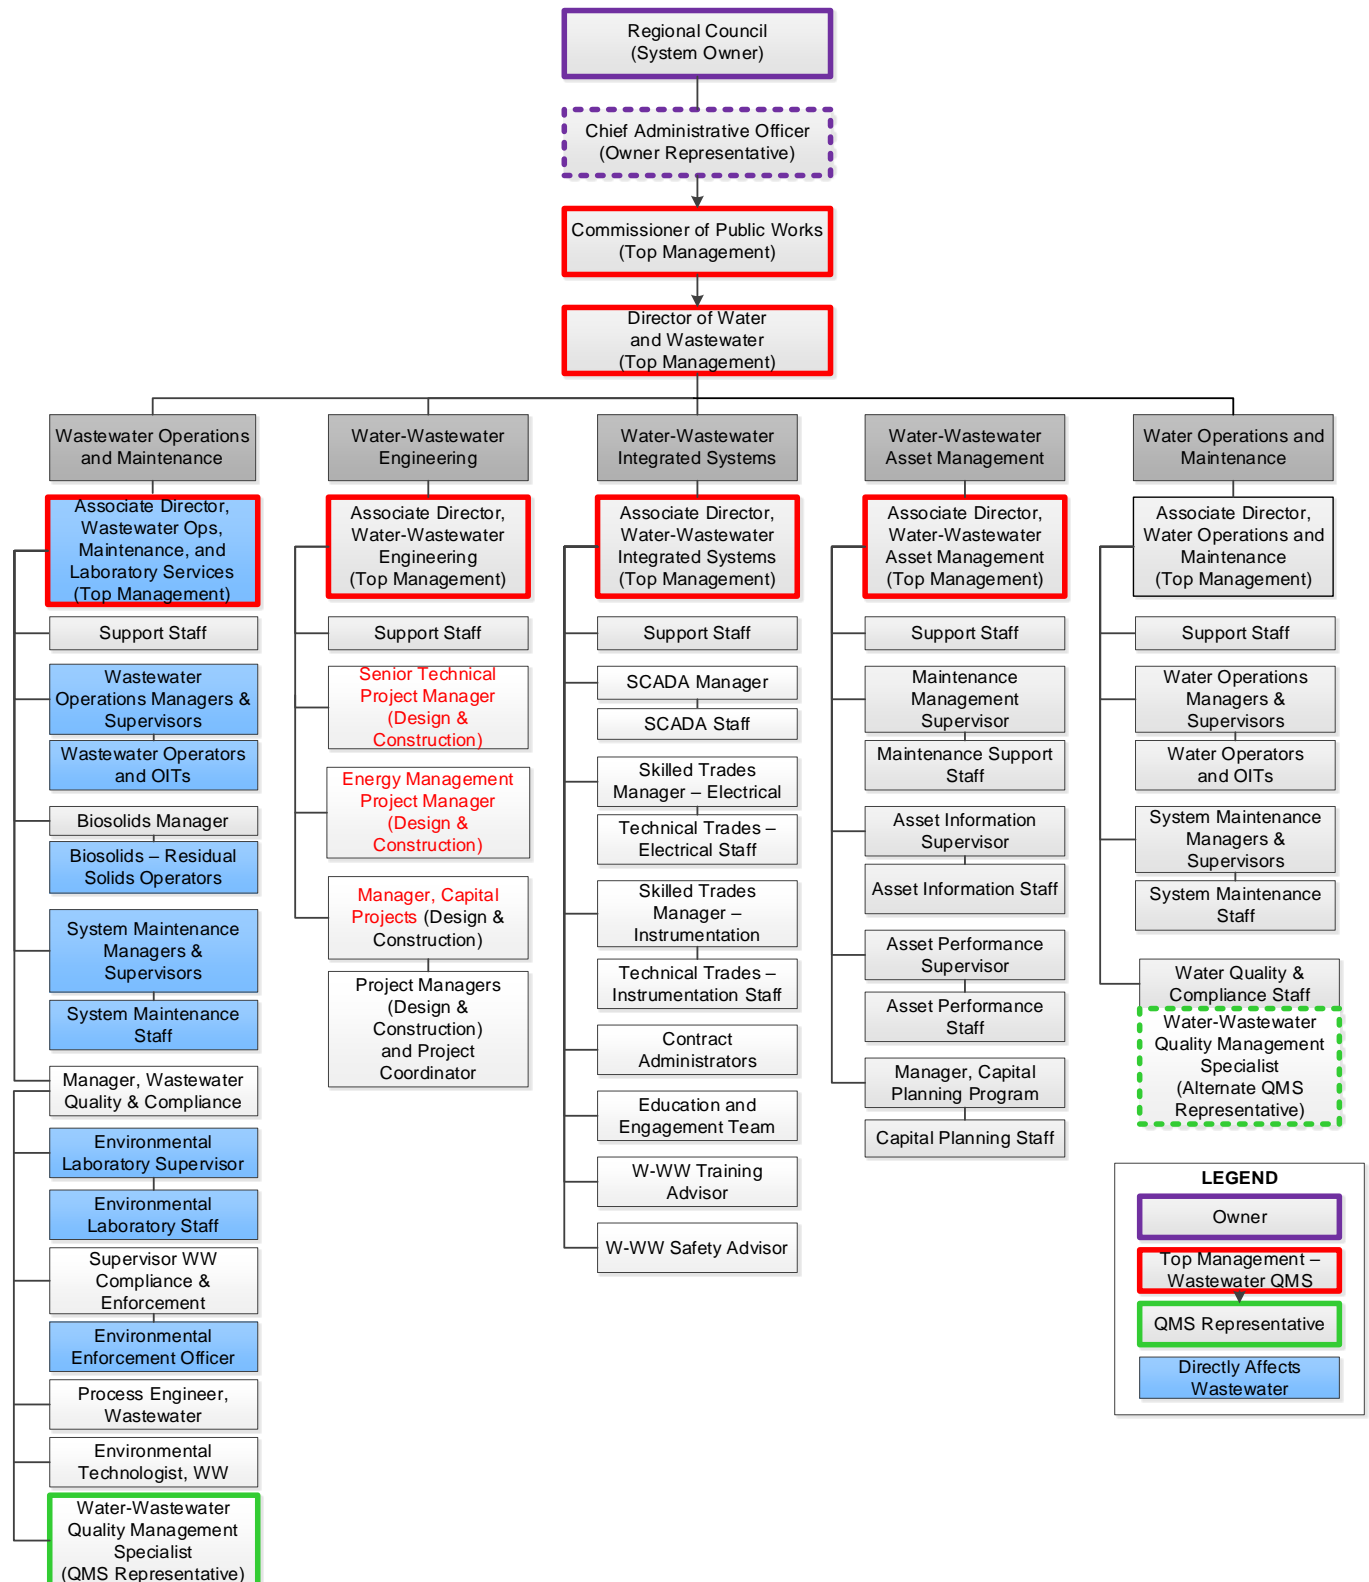 Regional Council
(System Owner)
Chief Administrative Officer
(Owner Representative)
Commissioner of Public Works
(Top Management)
Director of Water
and Wastewater
(Top Management)
Wastewater Operations
and Maintenance
Associate Director,
Wastewater Ops,
Maintenance, and
Laboratory Services
(Top Management)
Support Staff
Wastewater
Operations Managers &
Supervisors
Wastewater Operators
and OITs
Biosolids Manager
Biosolids – Residual
Solids Operators
System Maintenance
Managers &
Supervisors
System Maintenance
Staff
Manager, Wastewater
Quality & Compliance
Environmental
Laboratory Supervisor
Environmental
Laboratory Staff
Supervisor WW
Compliance &
Enforcement
Environmental
Enforcement Officer
Process Engineer,
Wastewater
Environmental
Technologist, WW
Water-Wastewater
Quality Management
Specialist
(QMS Representative)
Water-Wastewater
Engineering
Associate Director,
Water-Wastewater
Engineering
(Top Management)
Support Staff
Senior Technical
Project Manager
(Design &
Construction)
Energy Management
Project Manager
(Design &
Construction)
Manager, Capital
Projects (Design &
Construction)
Project Managers
(Design &
Construction)
and Project
Coordinator
Water-Wastewater
Integrated Systems
Associate Director,
Water-Wastewater
Integrated Systems
(Top Management)
Support Staff
SCADA Manager
SCADA Staff
Skilled Trades
Manager – Electrical
Technical Trades –
Electrical Staff
Skilled Trades
Manager –
Instrumentation
Technical Trades –
Instrumentation Staff
Contract
Administrators
Education and
Engagement Team
W-WW Training
Advisor
W-WW Safety Advisor
Water-Wastewater
Asset Management
Associate Director,
Water-Wastewater
Asset Management
(Top Management)
Support Staff
Maintenance
Management
Supervisor
Maintenance Support
Staff
Asset Information
Supervisor
Asset Information Staff
Asset Performance
Supervisor
Asset Performance
Staff
Manager, Capital
Planning Program
Capital Planning Staff
Water Operations and
Maintenance
Associate Director,
Water Operations and
Maintenance
(Top Management)
Support Staff
Water Operations
Managers &
Supervisors
Water Operators
and OITs
System Maintenance
Managers &
Supervisors
System Maintenance
Staff
Water Quality &
Compliance Staff
Water-Wastewater
Quality Management
Specialist
(Alternate QMS
Representative)
LEGEND
Owner
Top Management –
Wastewater QMS
QMS Representative
Directly Affects
Wastewater